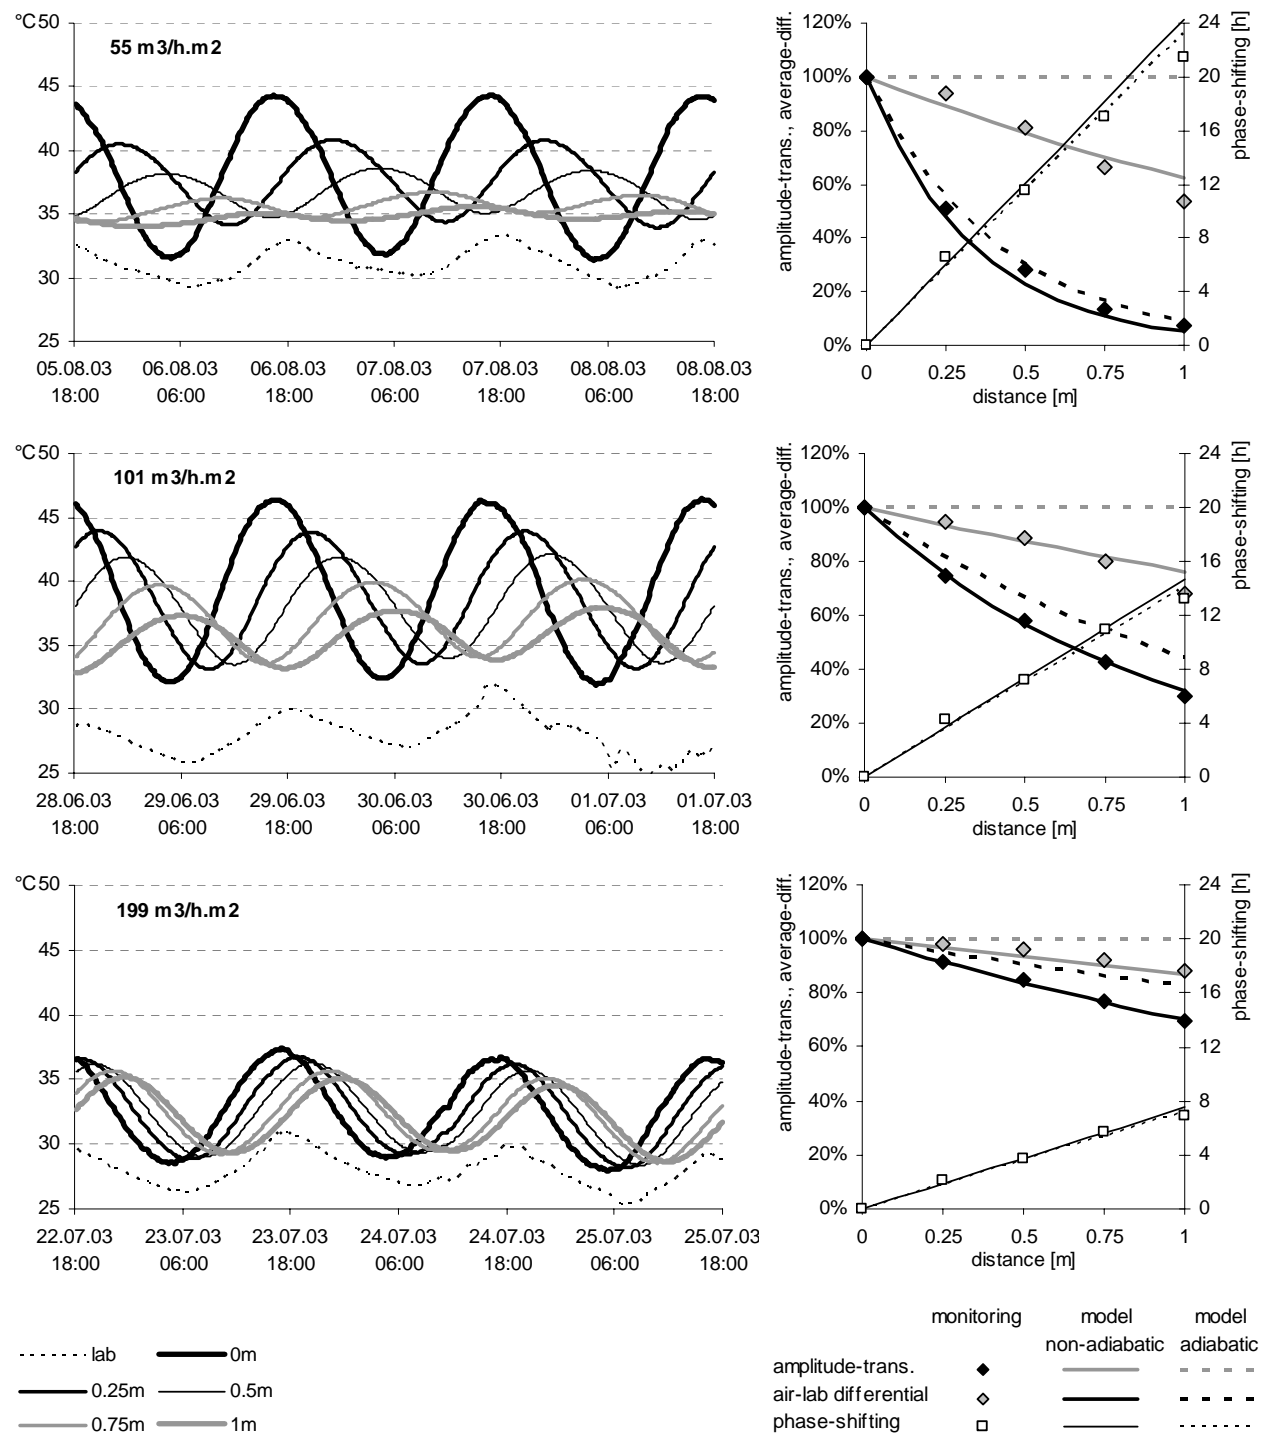 °C 50
55 m3/h.m2
45
40
35
30
25
05.08.03 06.08.03 06.08.03 07.08.03 07.08.03 08.08.03 08.08.03
18:00 06:00 18:00 06:00 18:00 06:00 18:00
amplitude-trans., average-diff.
120% 24
100% 20
80% 16
60% 12
40% 8
20% 4
0% 0
phase-shifting [h]
0 0.25 0.5 0.75 1
distance [m]
°C 50
101 m3/h.m2
45
40
35
30
25
28.06.03 29.06.03 29.06.03 30.06.03 30.06.03 01.07.03 01.07.03
18:00 06:00 18:00 06:00 18:00 06:00 18:00
amplitude-trans., average-diff.
120% 24
100% 20
80% 16
60% 12
40% 8
20% 4
0% 0
phase-shifting [h]
0 0.25 0.5 0.75 1
distance [m]
°C 50
199 m3/h.m2
45
40
35
30
25
22.07.03 23.07.03 23.07.03 24.07.03 24.07.03 25.07.03 25.07.03
18:00 06:00 18:00 06:00 18:00 06:00 18:00
amplitude-trans., average-diff.
120% 24
100% 20
80% 16
60% 12
40% 8
20% 4
0% 0
phase-shifting [h]
0 0.25 0.5 0.75 1
distance [m]
lab 0m
0.25m 0.5m
0.75m 1m
monitoring model model
non-adiabatic adiabatic
amplitude-trans.
air-lab differential
phase-shifting